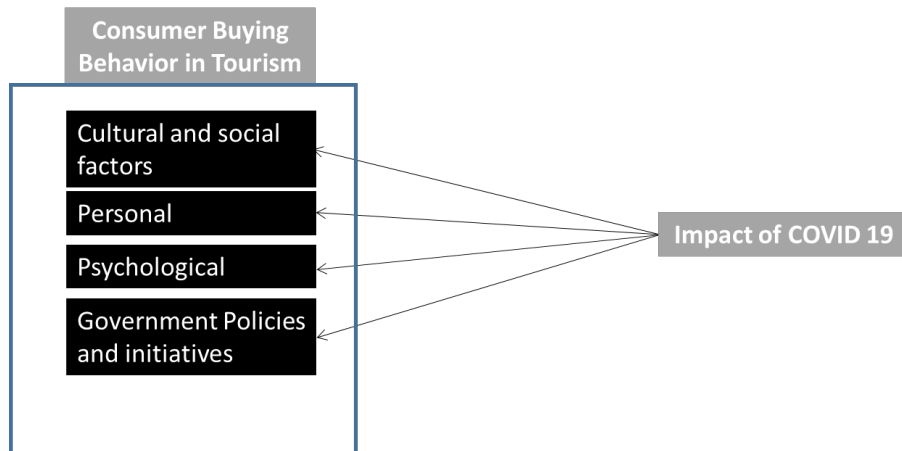 Consumer Buying
Behavior in Tourism
Cultural and social
factors
Personal
Psychological
Government Policies
and initiatives
Impact of COVID 19